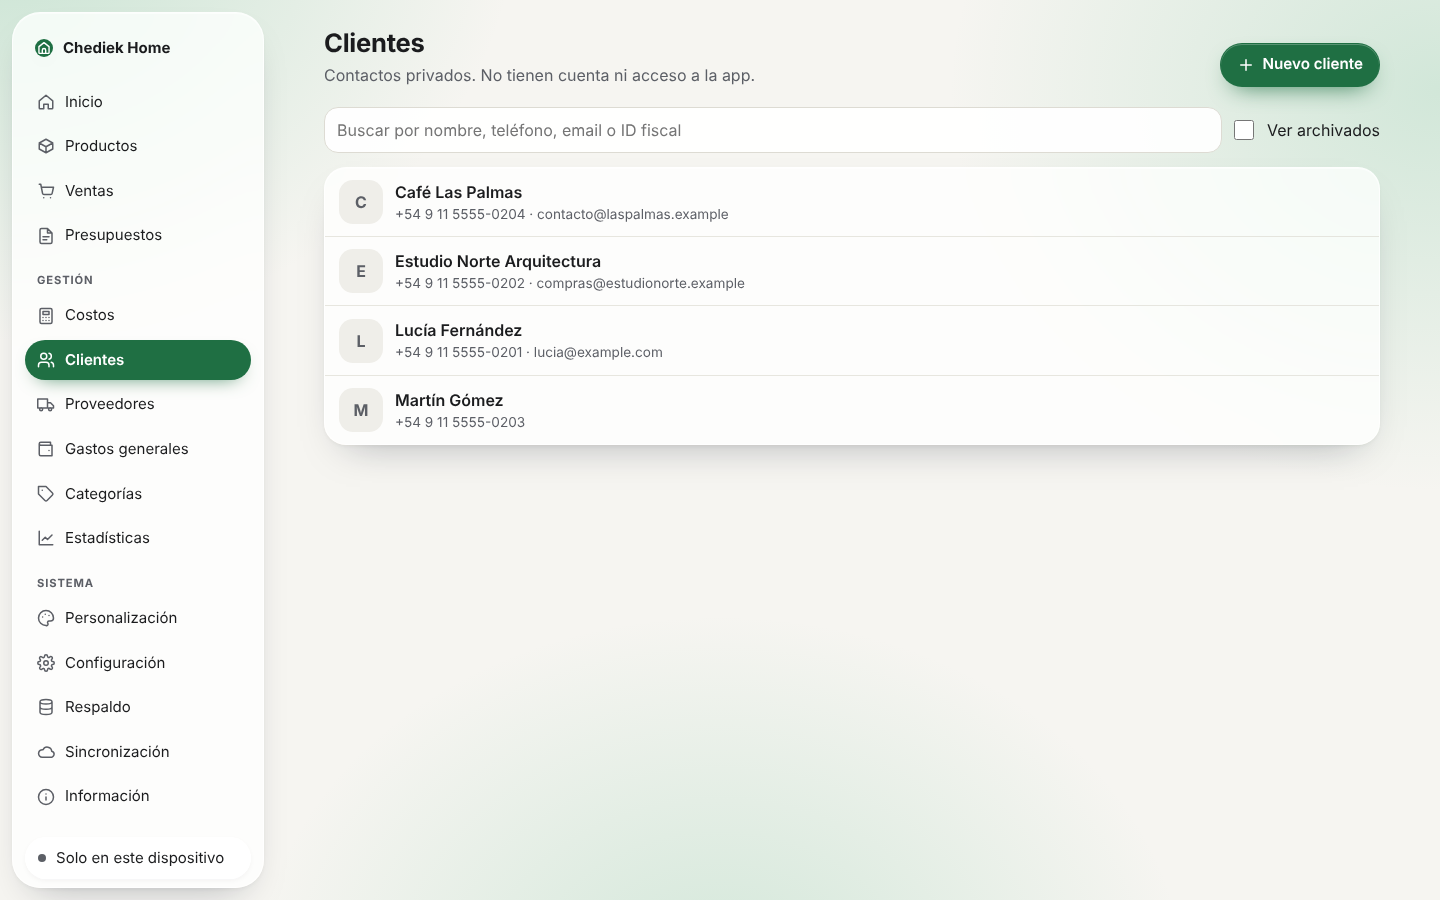 Chediek Home
Inicio
Productos
Ventas
Presupuestos
GESTIÓN
Costos
Clientes
Proveedores
Gastos generales
Categorías
Estadísticas
SISTEMA
Personalización
Configuración
Respaldo
Sincronización
Información
Solo en este dispositivo
Clientes
Contactos privados. No tienen cuenta ni acceso a la app.
Nuevo cliente
Buscar por nombre, teléfono, email o ID fiscal
Ver archivados
C
Café Las Palmas
+54 9 11 5555-0204 · contacto@laspalmas.example
E
Estudio Norte Arquitectura
+54 9 11 5555-0202 · compras@estudionorte.example
L
Lucía Fernández
+54 9 11 5555-0201 · lucia@example.com
M
Martín Gómez
+54 9 11 5555-0203